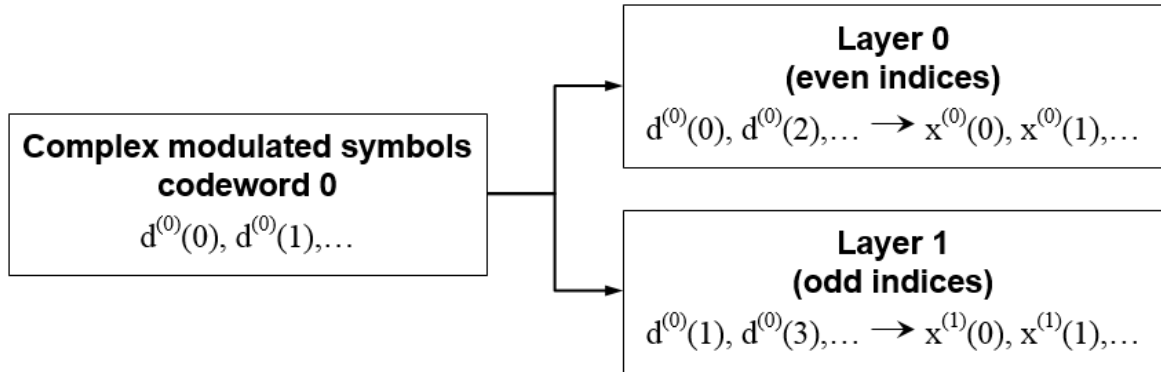 Complex modulated symbols
codeword 0
d⁽⁰⁾(0), d⁽⁰⁾(1),…
Layer 0
(even indices)
d⁽⁰⁾(0), d⁽⁰⁾(2),… → x⁽⁰⁾(0), x⁽⁰⁾(1),…
Layer 1
(odd indices)
d⁽⁰⁾(1), d⁽⁰⁾(3),… → x⁽¹⁾(0), x⁽¹⁾(1),…